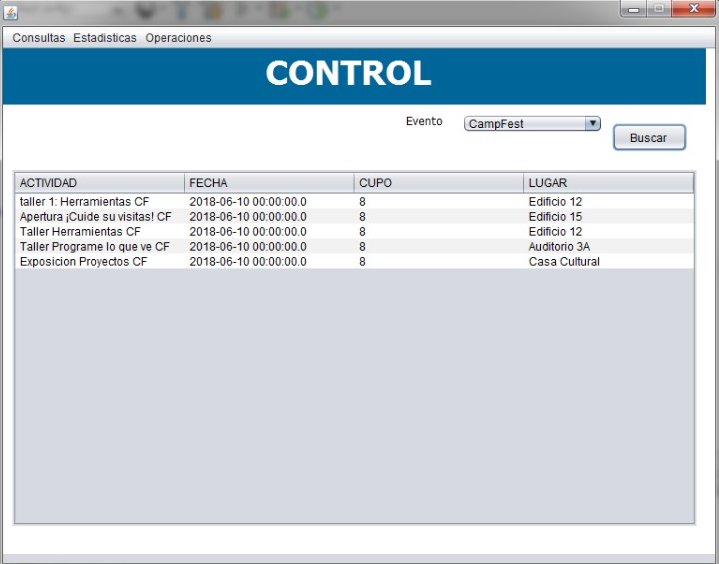 Consultas Estadisticas Operaciones
CONTROL
Evento CampFest Buscar
ACTIVIDAD FECHA CUPO LUGAR
taller 1: Herramientas CF 2018-06-10 00:00:00.0 8 Edificio 12
Apertura ¡Cuide su visitas! CF 2018-06-10 00:00:00.0 8 Edificio 15
Taller Herramientas CF 2018-06-10 00:00:00.0 8 Edificio 12
Taller Programe lo que ve CF 2018-06-10 00:00:00.0 8 Auditorio 3A
Exposicion Proyectos CF 2018-06-10 00:00:00.0 8 Casa Cultural